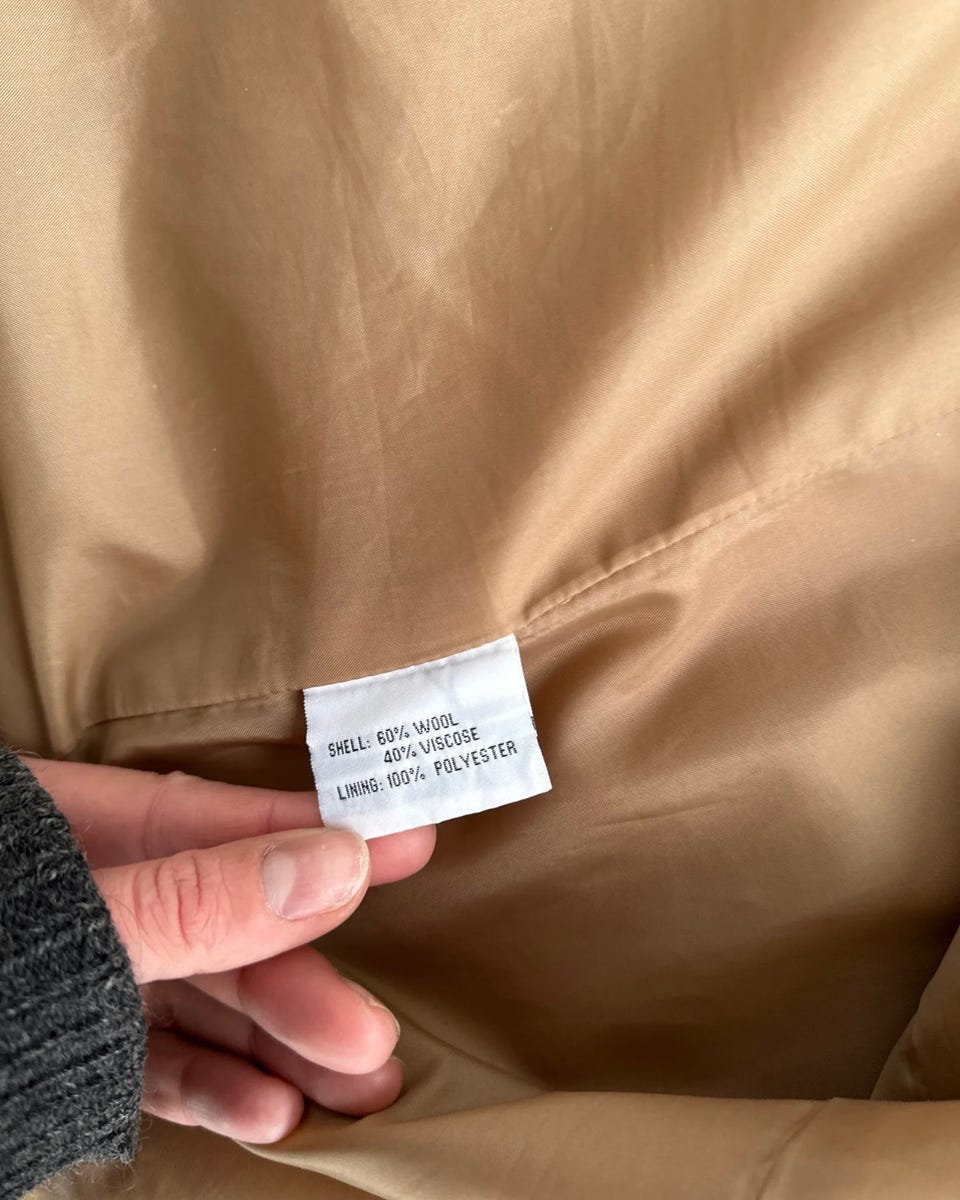 SHELL: 60% WOOL
40% VISCOSE
LINING: 100% POLYESTER